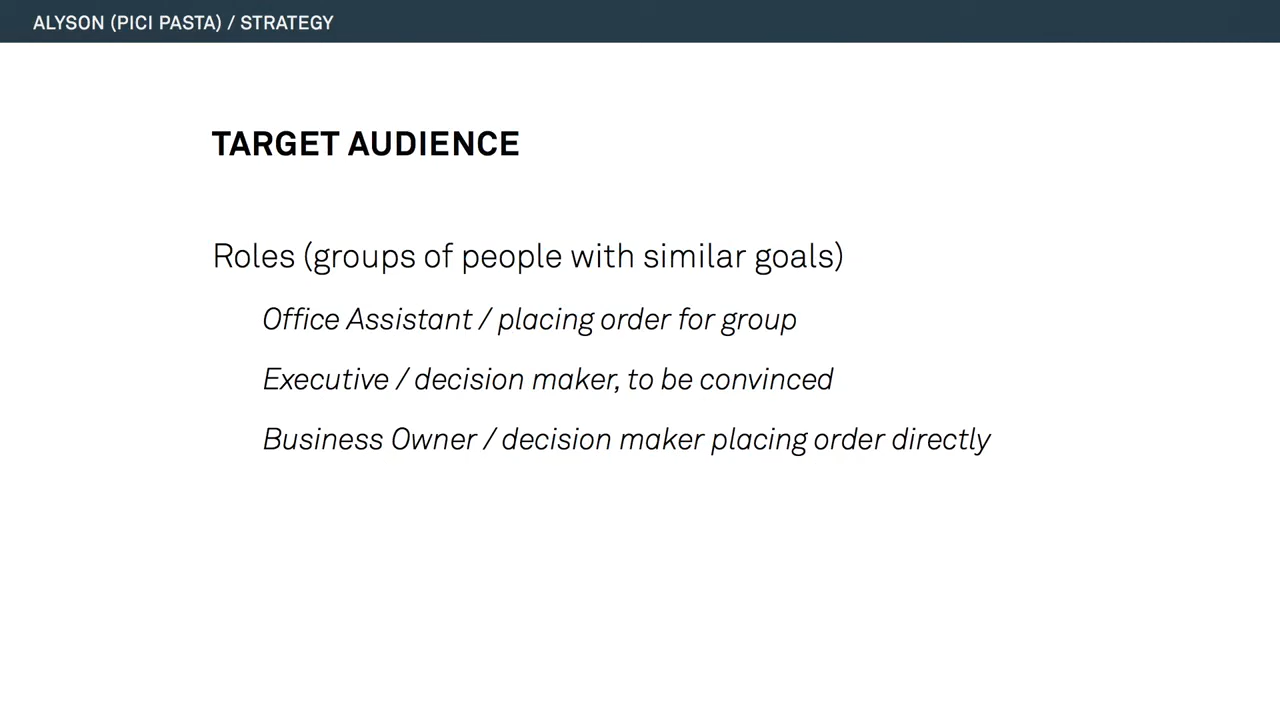 ALYSON (PICI PASTA) / STRATEGY
TARGET AUDIENCE
Roles (groups of people with similar goals)
Office Assistant / placing order for group
Executive / decision maker, to be convinced
Business Owner / decision maker placing order directly